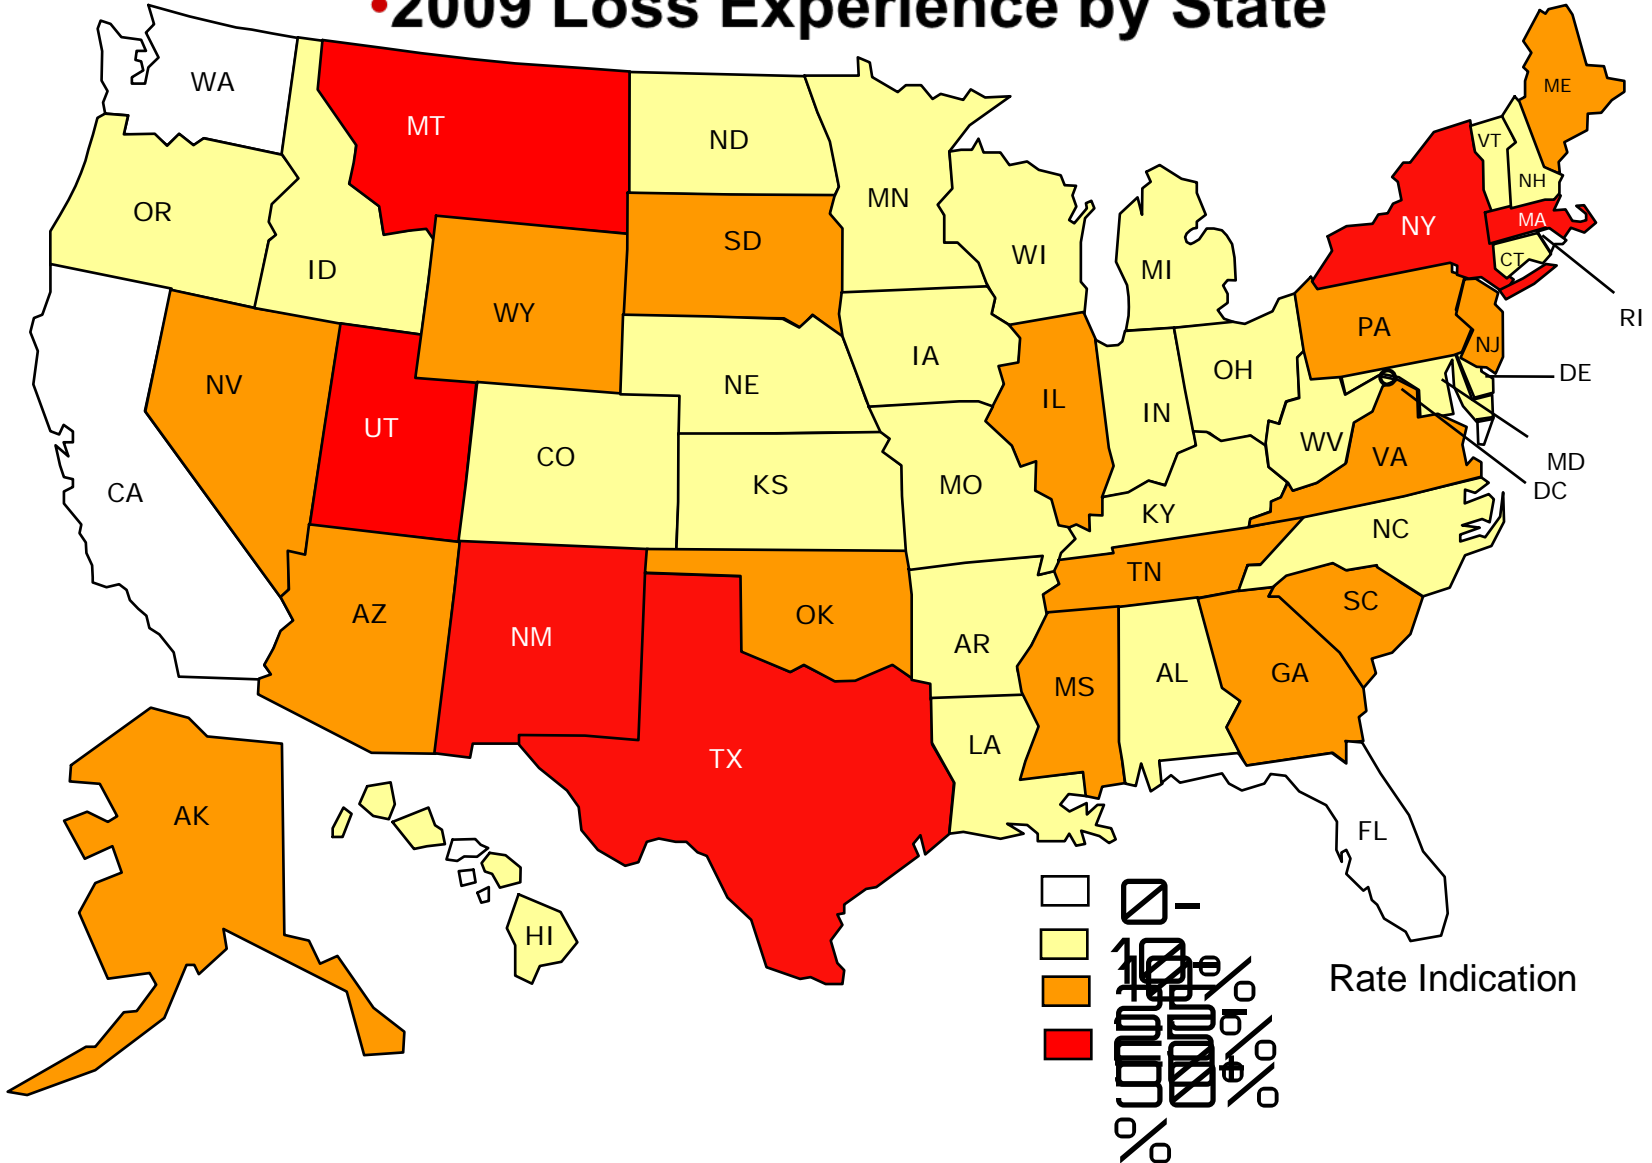 •2009 Loss Experience by State
WA
MT
ND
MN
ME
VT
NH
OR
ID
SD
WI
MI
NY
MA
CT
RI
WY
IA
PA
NJ
NV
NE
IL
IN
OH
DE
UT
CO
KS
MO
WV
VA
MD
DC
CA
KY
NC
AZ
NM
OK
TN
SC
AR
MS
AL
GA
TX
LA
AK
FL
HI
Rate Indication